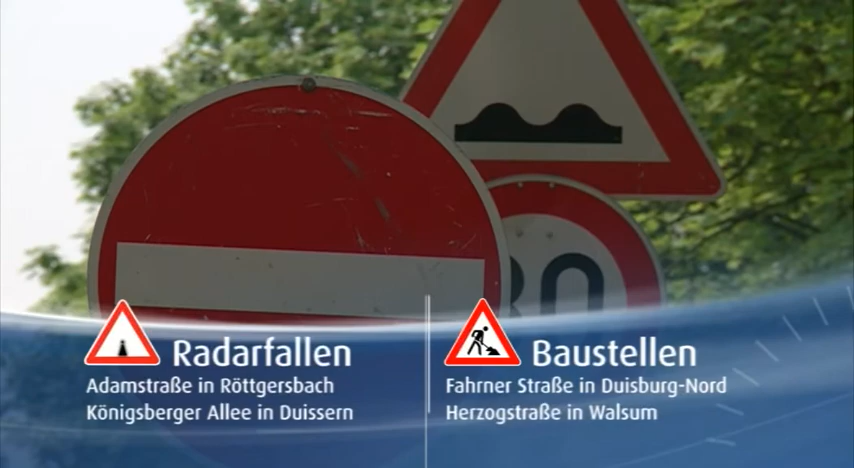 Radarfallen
Adamstraße in Röttgersbach
Königsberger Allee in Duissern
Baustellen
Fahrner Straße in Duisburg-Nord
Herzogstraße in Walsum